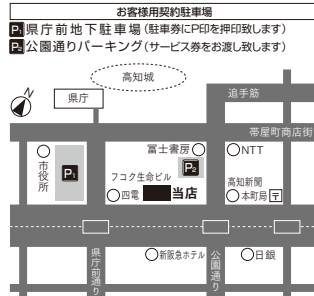 お客様用契約駐車場
P1 県庁前地下駐車場(駐車券にP印を押印致します)
P2 公園通りパーキング(サービス券をお渡し致します)
高知城
N
県庁
追手筋
帯屋町商店街
市役所
P1
冨士書房
P2
NTT
フコク生命ビル
高知新聞
四電
当店
本町局 〒
県庁前通り
新阪急ホテル
公園通り
日銀